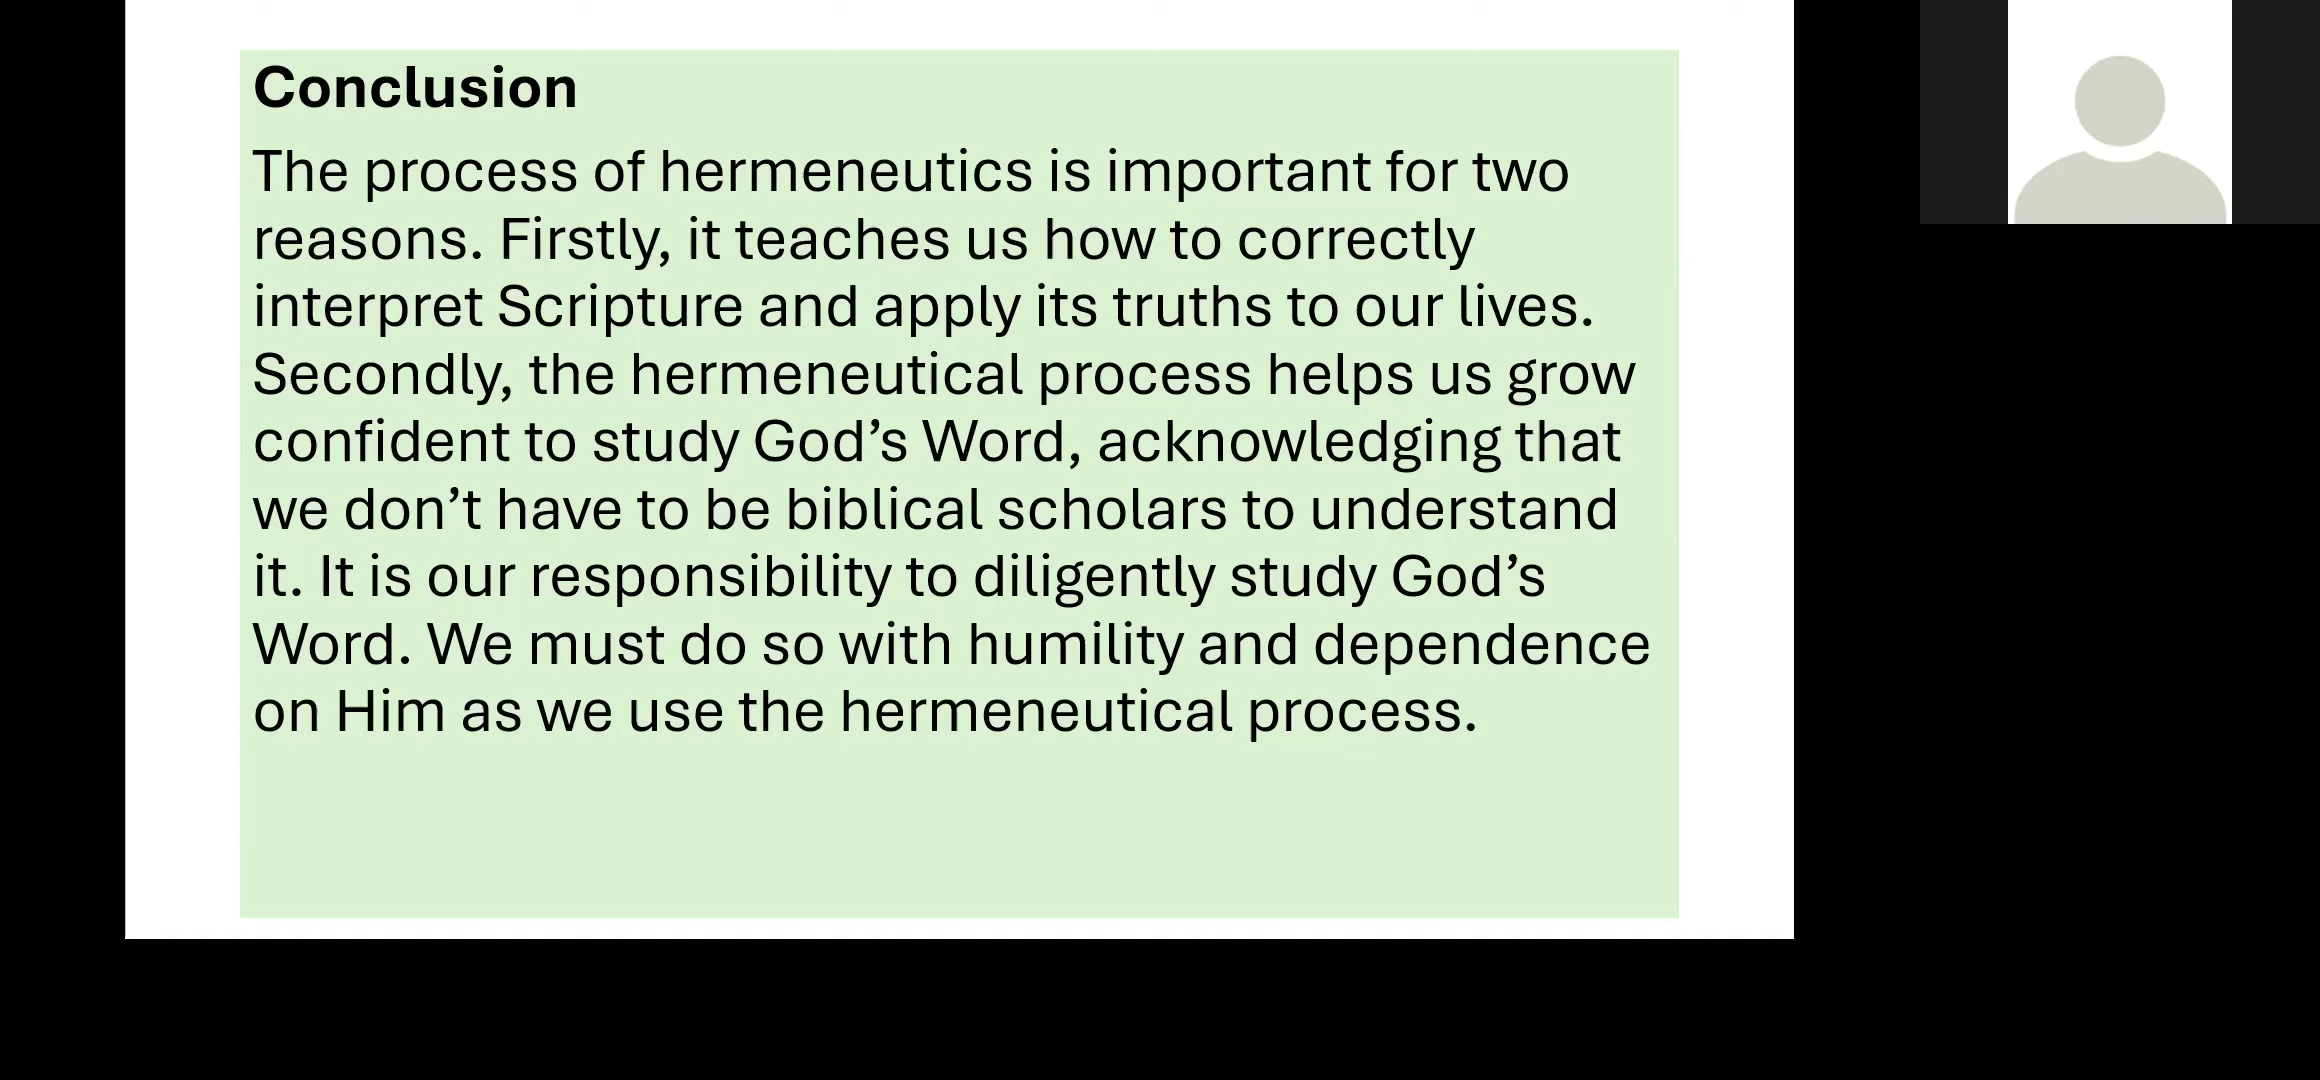 Conclusion
The process of hermeneutics is important for two
reasons. Firstly, it teaches us how to correctly
interpret Scripture and apply its truths to our lives.
Secondly, the hermeneutical process helps us grow
confident to study God’s Word, acknowledging that
we don’t have to be biblical scholars to understand
it. It is our responsibility to diligently study God’s
Word. We must do so with humility and dependence
on Him as we use the hermeneutical process.